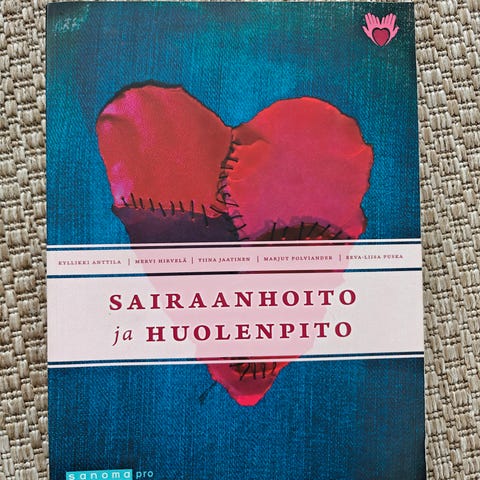 KYLLIKKI ANTTILA | MERVI HIRVELÄ | TIINA JAATINEN | MARJUT POLVIANDER | EEVA-LIISA PUSKA
SAIRAANHOITO
ja HUOLENPITO
sanoma pro